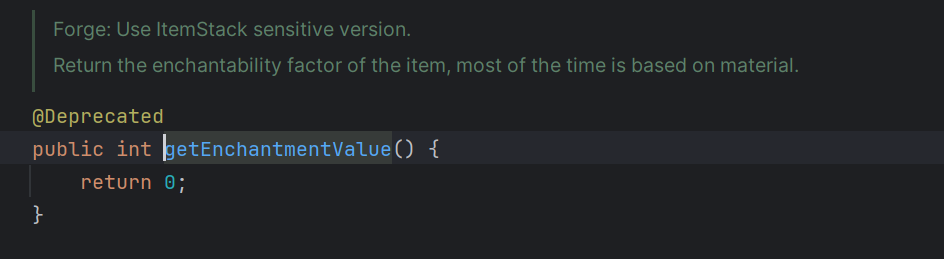 Forge: Use ItemStack sensitive version.
Return the enchantability factor of the item, most of the time is based on material.
@Deprecated
public int getEnchantmentValue() {
    return 0;
}